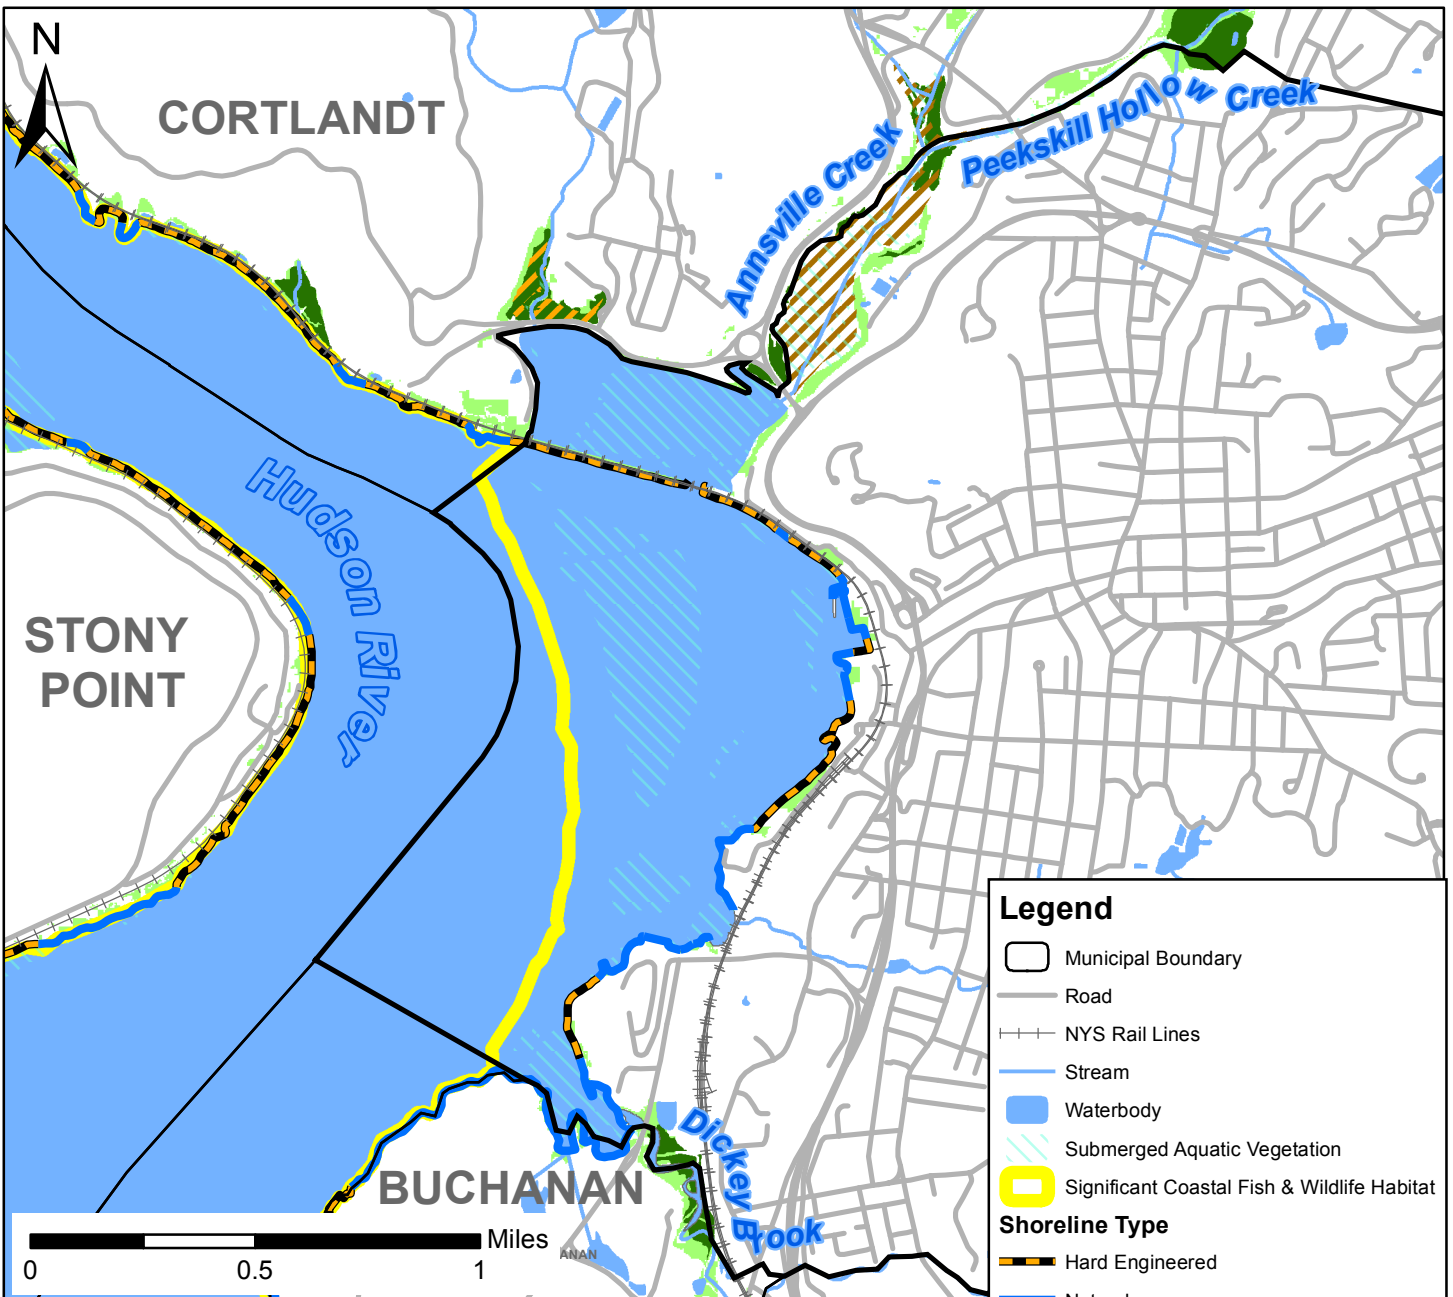 N
CORTLANDT
Annsville Creek
Peekskill Hollow Creek
Hudson River
STONY
POINT
BUCHANAN
Dickey
Brook
ANAN
Miles
0 0.5 1
Legend
Municipal Boundary
Road
NYS Rail Lines
Stream
Waterbody
Submerged Aquatic Vegetation
Significant Coastal Fish & Wildlife Habitat
Shoreline Type
Hard Engineered